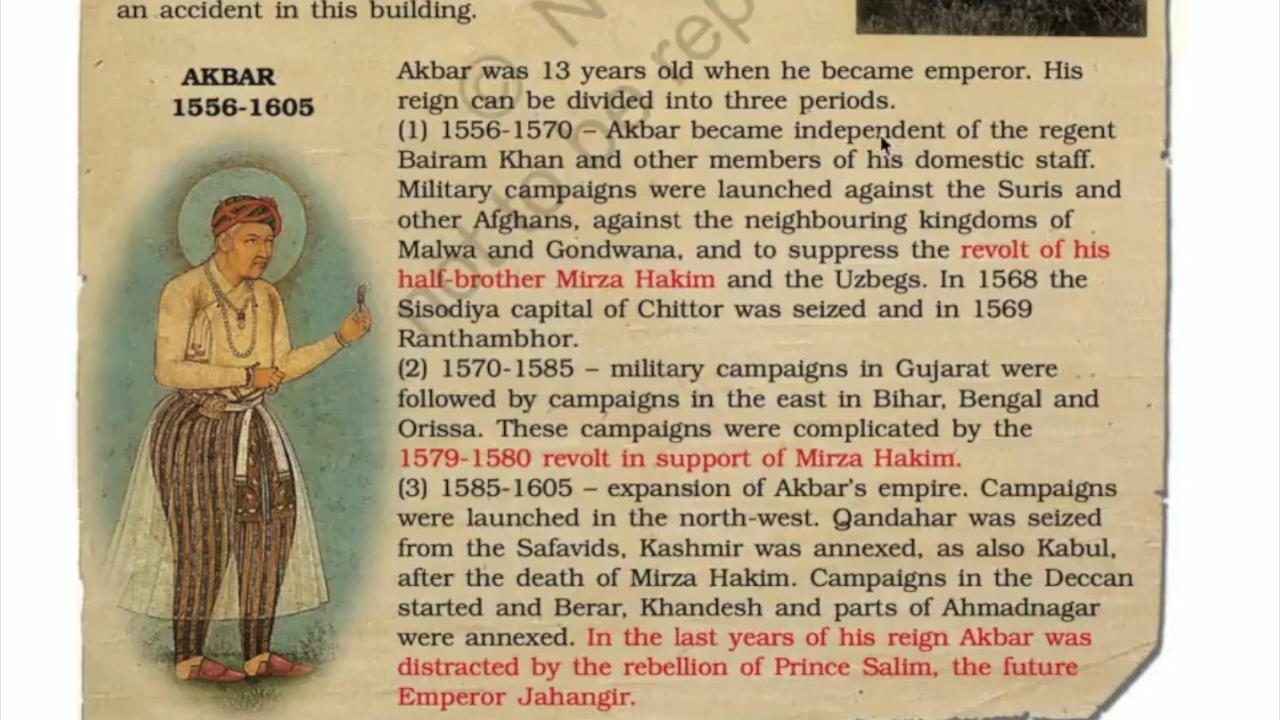 an accident in this building.
AKBAR
1556-1605
Akbar was 13 years old when he became emperor. His
reign can be divided into three periods.
(1) 1556-1570 – Akbar became independent of the regent
Bairam Khan and other members of his domestic staff.
Military campaigns were launched against the Suris and
other Afghans, against the neighbouring kingdoms of
Malwa and Gondwana, and to suppress the revolt of his
half-brother Mirza Hakim and the Uzbegs. In 1568 the
Sisodiya capital of Chittor was seized and in 1569
Ranthambhor.
(2) 1570-1585 – military campaigns in Gujarat were
followed by campaigns in the east in Bihar, Bengal and
Orissa. These campaigns were complicated by the
1579-1580 revolt in support of Mirza Hakim.
(3) 1585-1605 – expansion of Akbar's empire. Campaigns
were launched in the north-west. Qandahar was seized
from the Safavids, Kashmir was annexed, as also Kabul,
after the death of Mirza Hakim. Campaigns in the Deccan
started and Berar, Khandesh and parts of Ahmadnagar
were annexed. In the last years of his reign Akbar was
distracted by the rebellion of Prince Salim, the future
Emperor Jahangir.
© N
not to be rep